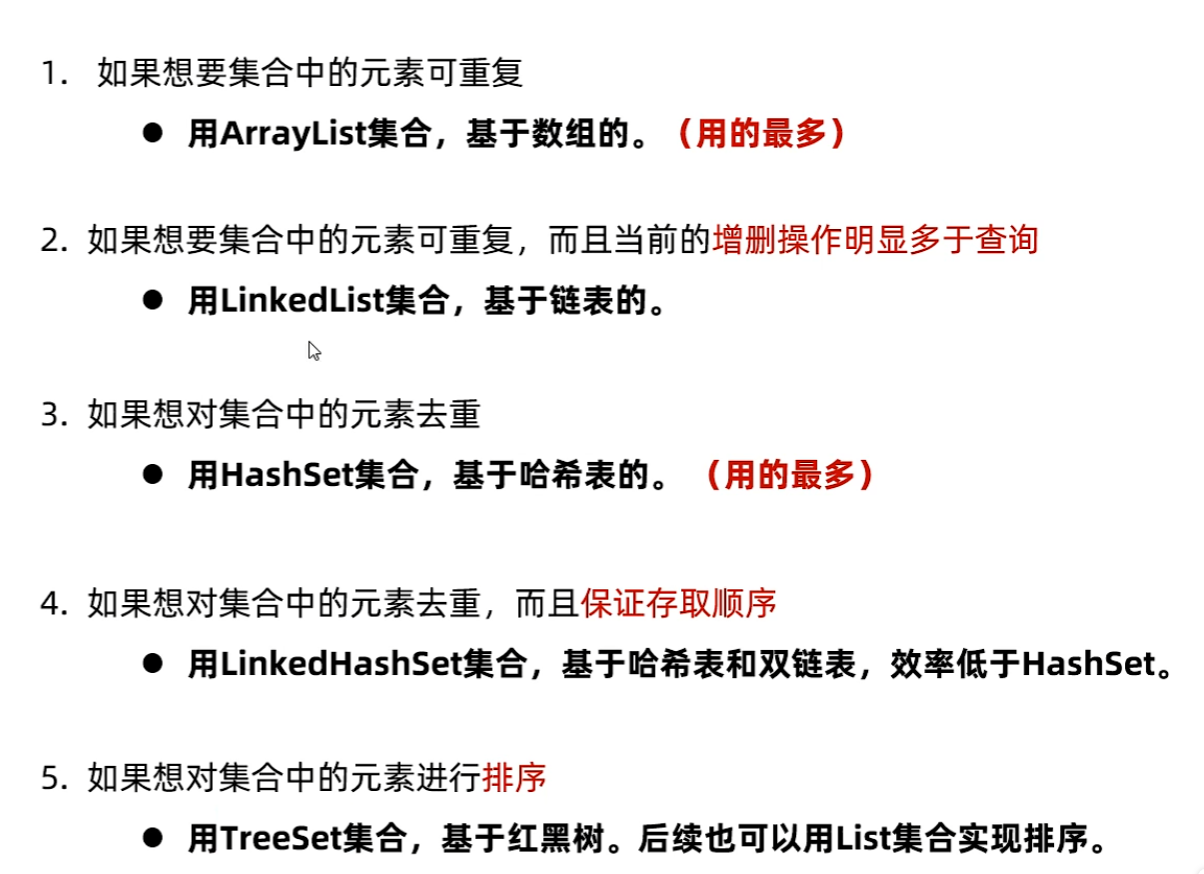 1. 如果想要集合中的元素可重复
● 用ArrayList集合，基于数组的。（用的最多）
2. 如果想要集合中的元素可重复，而且当前的增删操作明显多于查询
● 用LinkedList集合，基于链表的。
3. 如果想对集合中的元素去重
● 用HashSet集合，基于哈希表的。（用的最多）
4. 如果想对集合中的元素去重，而且保证存取顺序
● 用LinkedHashSet集合，基于哈希表和双链表，效率低于HashSet。
5. 如果想对集合中的元素进行排序
● 用TreeSet集合，基于红黑树。后续也可以用List集合实现排序。